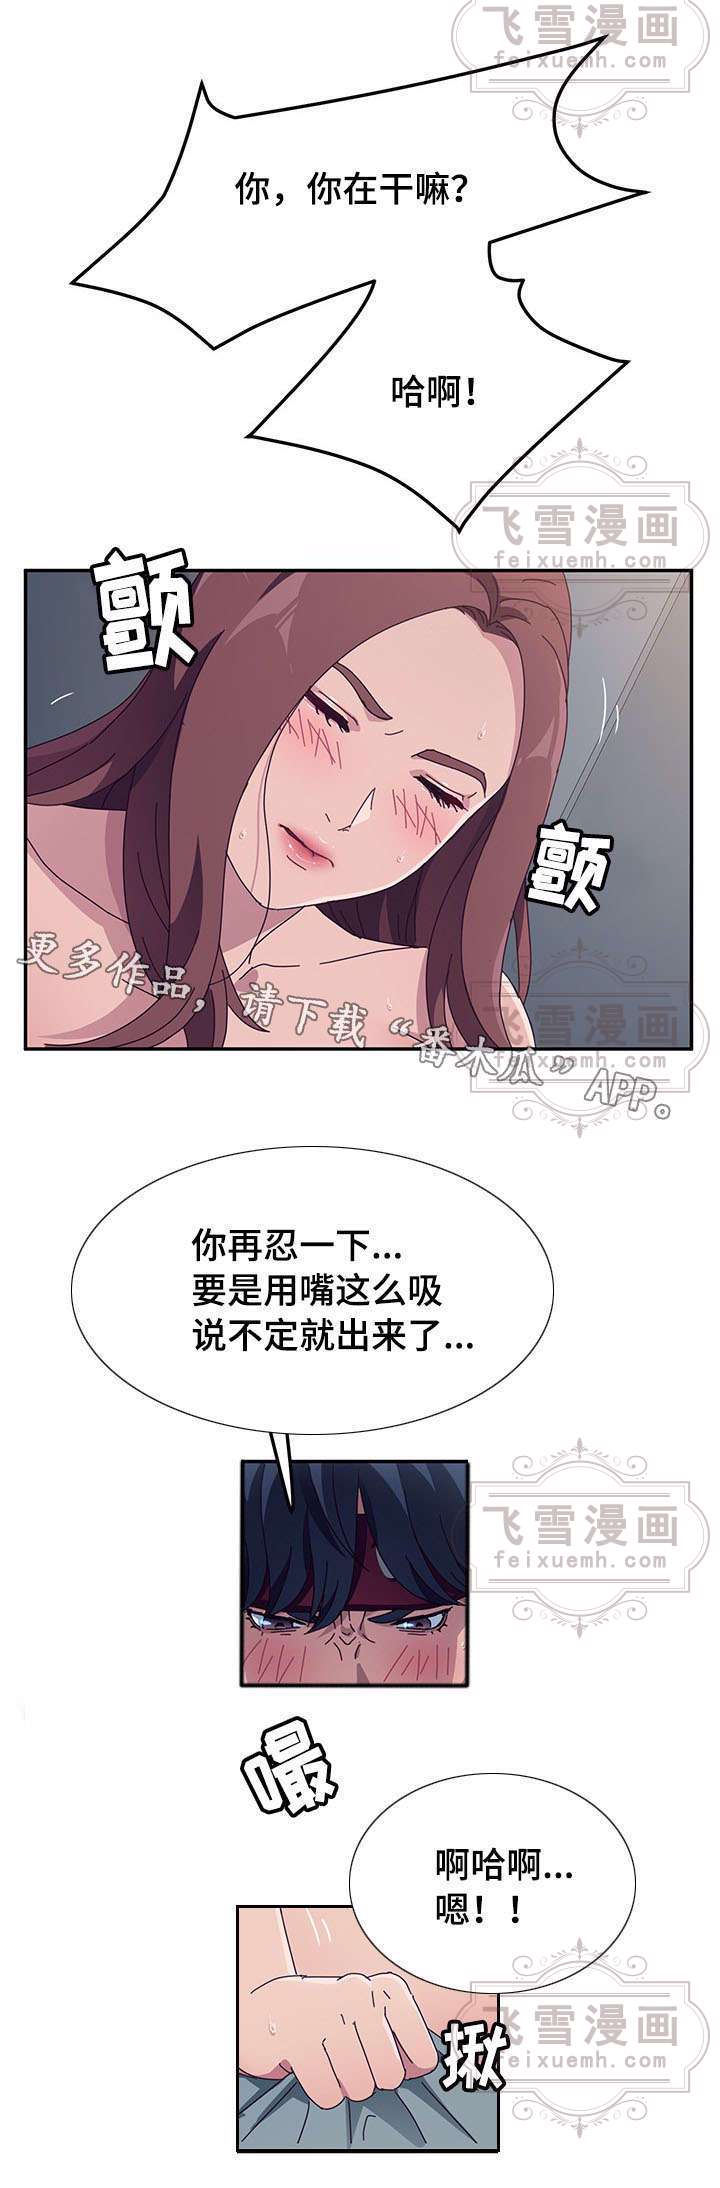 飞雪漫画
feixuemh.com
你，你在干嘛？
哈啊！
飞雪漫画
feixuemh.com
颤
颤
更多作品，请下载“番木瓜”APP。
飞雪漫画
feixuemh.com
你再忍一下...
要是用嘴这么吸
说不定就出来了...
飞雪漫画
feixuemh.com
嘬
啊哈啊...
嗯！！
飞雪漫画
feixuemh.com
揪